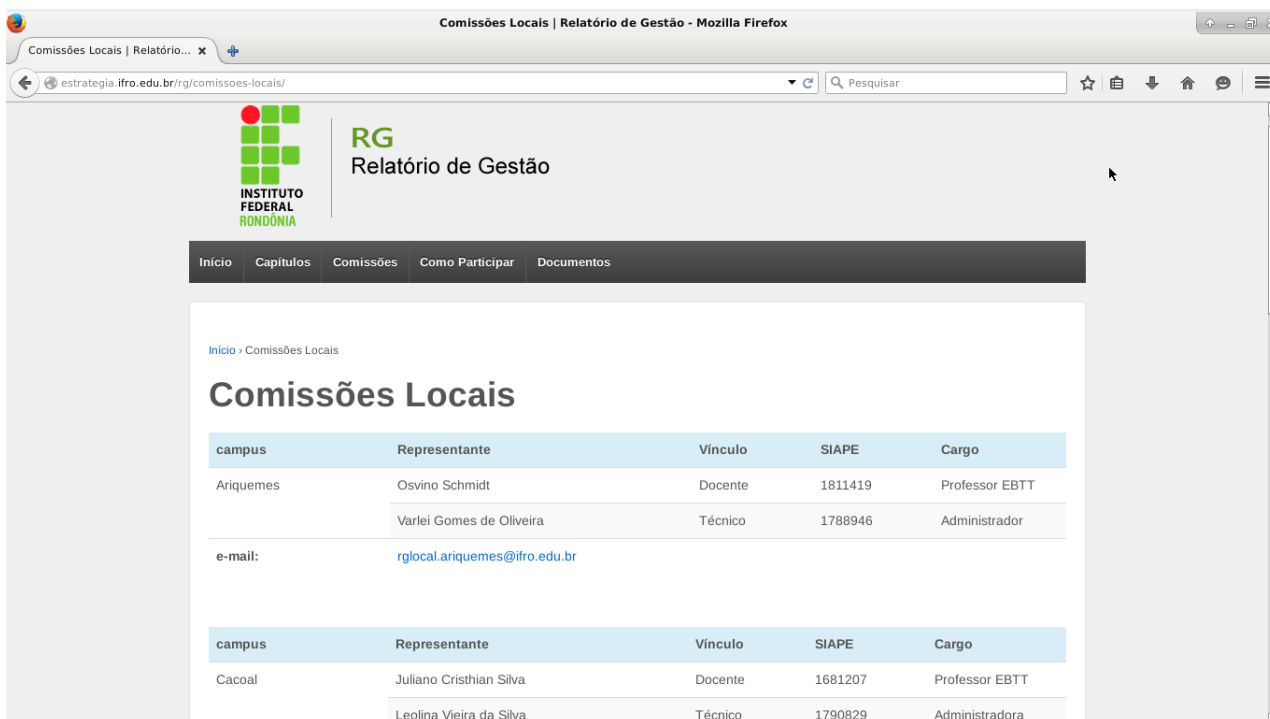 Comissões Locais | Relatório de Gestão - Mozilla Firefox
Comissões Locais | Relatório...
estrategia.ifro.edu.br/rg/comissoes-locais/
Pesquisar
INSTITUTO
FEDERAL
RONDÔNIA
RG
Relatório de Gestão
Início Capítulos Comissões Como Participar Documentos
Início › Comissões Locais
Comissões Locais
campus Representante Vínculo SIAPE Cargo
Ariquemes Osvino Schmidt Docente 1811419 Professor EBTT
Varlei Gomes de Oliveira Técnico 1788946 Administrador
e-mail: rglocal.ariquemes@ifro.edu.br
campus Representante Vínculo SIAPE Cargo
Cacoal Juliano Cristhian Silva Docente 1681207 Professor EBTT
Leolina Vieira da Silva Técnico 1790829 Administradora